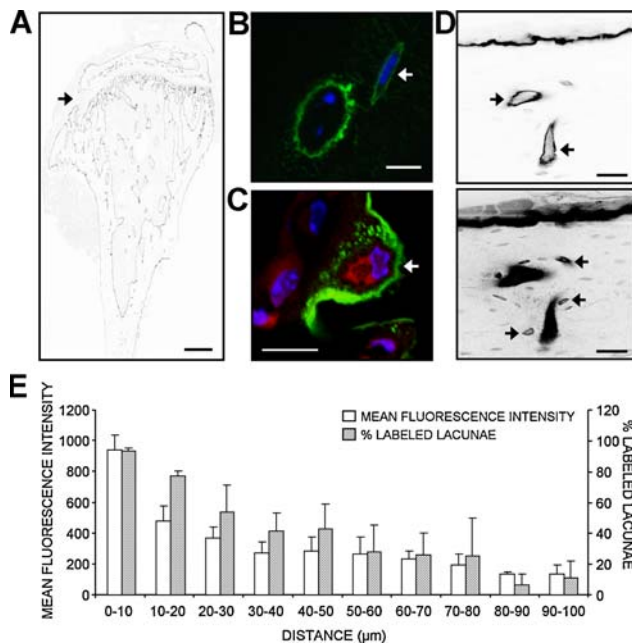 A
B
C
D
E
MEAN FLUORESCENCE INTENSITY
% LABELED LACUNAE
MEAN FLUORESCENCE INTENSITY
1200
1000
800
600
400
200
0
120
100
80
60
40
20
0
% LABELED LACUNAE
0-10 10-20 20-30 30-40 40-50 50-60 60-70 70-80 80-90 90-100
DISTANCE (µm)